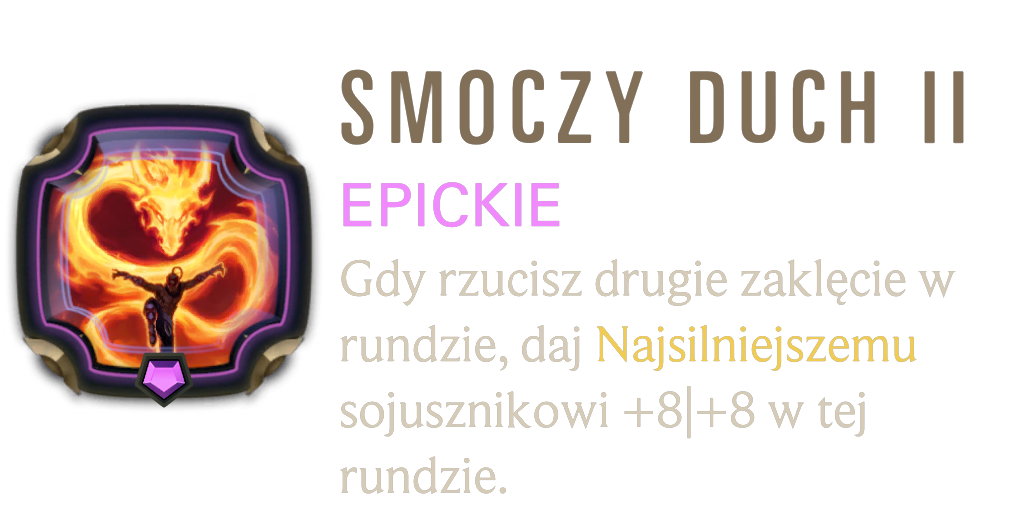 SMOCZY DUCH II
EPICKIE
Gdy rzucisz drugie zaklęcie w
rundzie, daj Najsilniejszemu
sojusznikowi +8|+8 w tej
rundzie.